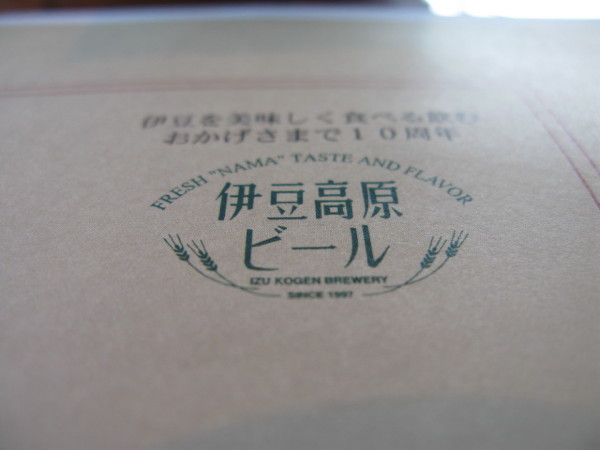 伊豆を美味しく食べる飲む
おかげさまで10周年
FRESH "NAMA" TASTE AND FLAVOR
伊豆高原
ビール
IZU KOGEN BREWERY
SINCE 1997